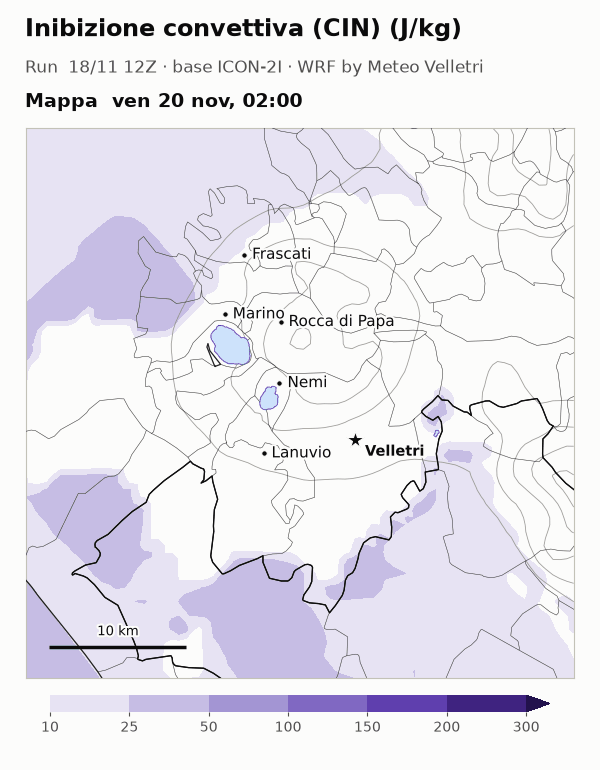 Inibizione convettiva (CIN) (J/kg)
Run  18/11 12Z · base ICON-2I · WRF by Meteo Velletri
Mappa  ven 20 nov, 02:00
Frascati
Marino
Rocca di Papa
Nemi
Velletri
Lanuvio
10 km
10 25 50 100 150 200 300